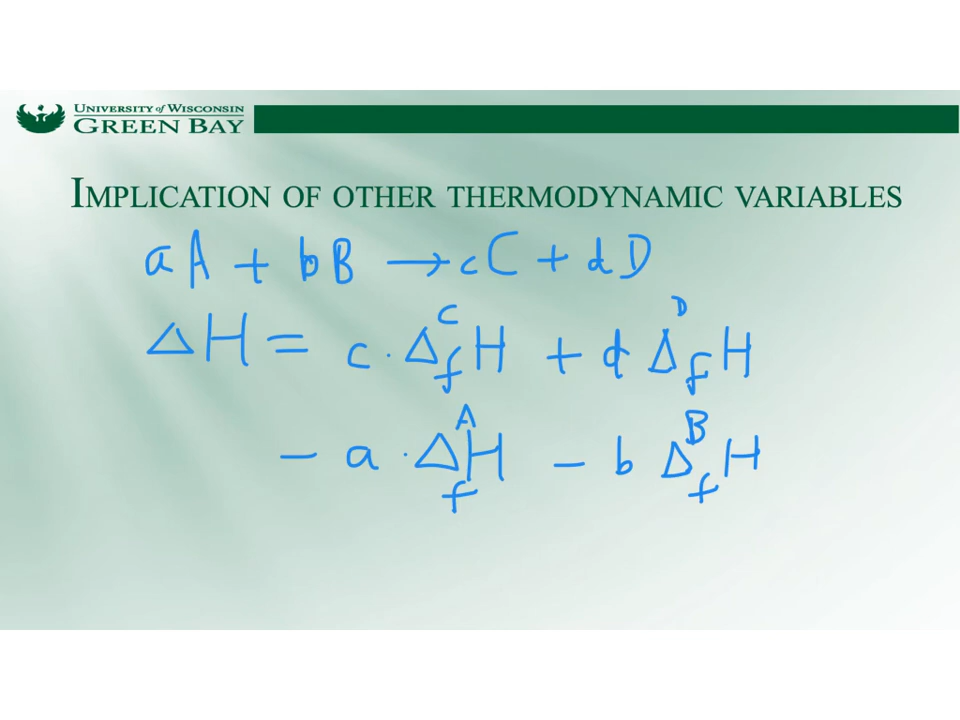 UNIVERSITY of WISCONSIN
GREEN BAY
IMPLICATION OF OTHER THERMODYNAMIC VARIABLES
aA + bB → cC + dD
ΔH = c · Δ_f^C H + d Δ_f^D H
− a · Δ_f^A H − b Δ_f^B H